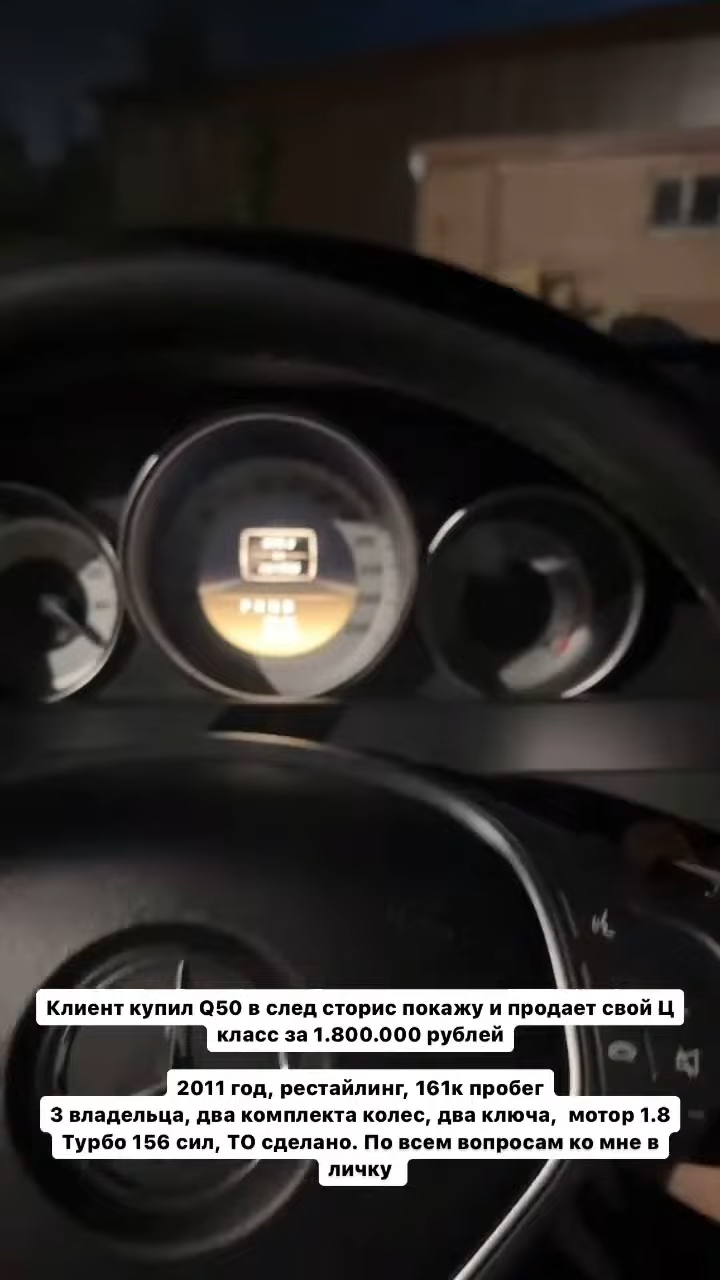 Клиент купил Q50 в след сторис покажу и продает свой Ц
класс за 1.800.000 рублей
2011 год, рестайлинг, 161к пробег
3 владельца, два комплекта колес, два ключа, мотор 1.8
Турбо 156 сил, ТО сделано. По всем вопросам ко мне в
личку